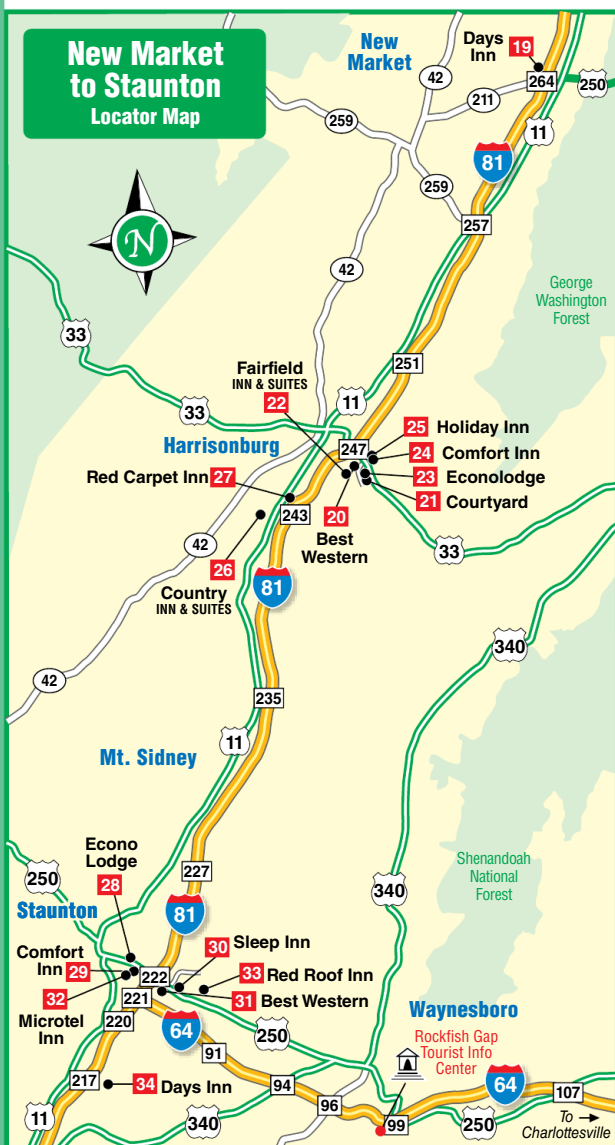 New Market
to Staunton
Locator Map
New
Market
Days
Inn
19
42
264
250
211
259
11
81
259
257
N
42
George
Washington
Forest
33
251
Fairfield
INN & SUITES
22
11
33
25 Holiday Inn
Harrisonburg
247
24 Comfort Inn
Red Carpet Inn 27
23 Econolodge
21 Courtyard
243
20
Best
Western
42
33
26
Country
INN & SUITES
81
340
42
235
11
Mt. Sidney
Econo
Lodge
28
227
Shenandoah
National
Forest
250
340
Staunton
81
30 Sleep Inn
Comfort
Inn 29
222
33 Red Roof Inn
32
221
31 Best Western
Microtel
Inn
220
64
250
Waynesboro
Rockfish Gap
Tourist Info
Center
91
217
34 Days Inn
94
64
107
96
11
340
99
250
To
Charlottesville